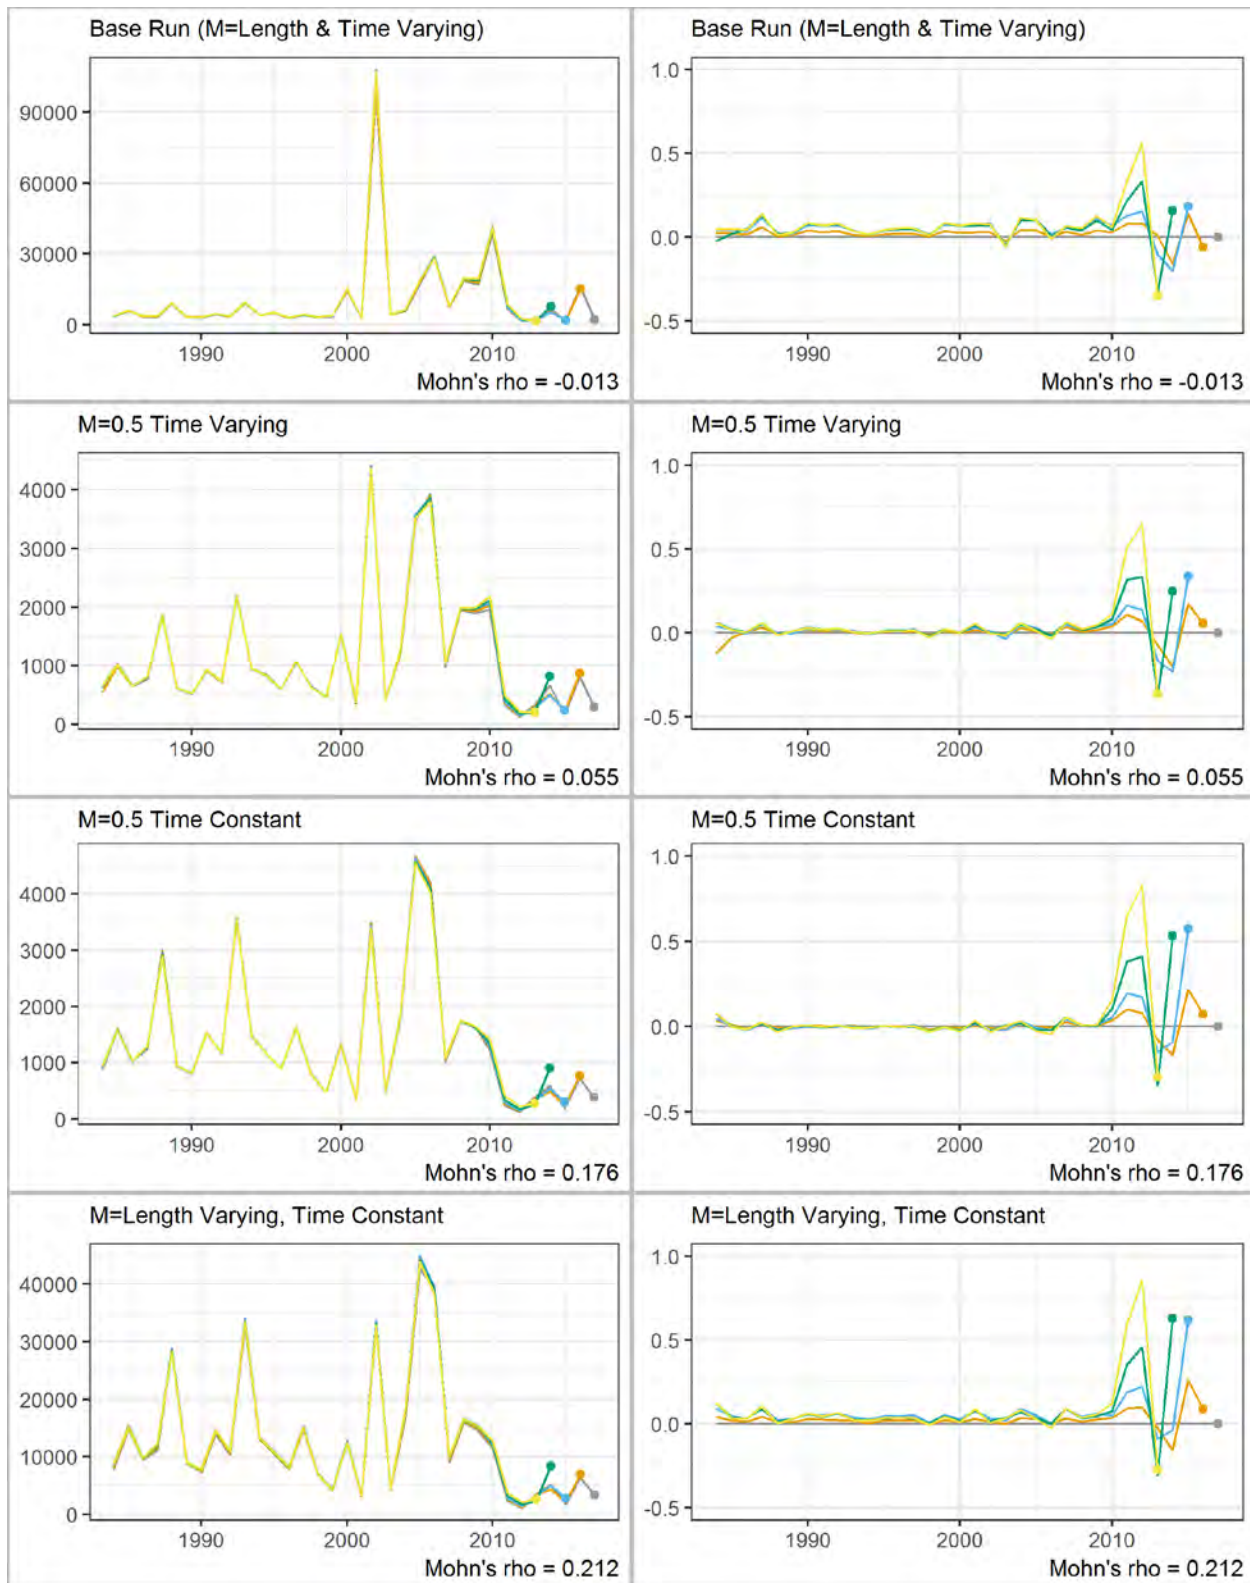 Base Run (M=Length & Time Varying)
90000
60000
30000
0
1990 2000 2010
Mohn's rho = -0.013
Base Run (M=Length & Time Varying)
1.0
0.5
0.0
-0.5
1990 2000 2010
Mohn's rho = -0.013
M=0.5 Time Varying
4000
3000
2000
1000
0
1990 2000 2010
Mohn's rho = 0.055
M=0.5 Time Varying
1.0
0.5
0.0
-0.5
1990 2000 2010
Mohn's rho = 0.055
M=0.5 Time Constant
4000
3000
2000
1000
0
1990 2000 2010
Mohn's rho = 0.176
M=0.5 Time Constant
1.0
0.5
0.0
-0.5
1990 2000 2010
Mohn's rho = 0.176
M=Length Varying, Time Constant
40000
30000
20000
10000
0
1990 2000 2010
Mohn's rho = 0.212
M=Length Varying, Time Constant
1.0
0.5
0.0
-0.5
1990 2000 2010
Mohn's rho = 0.212